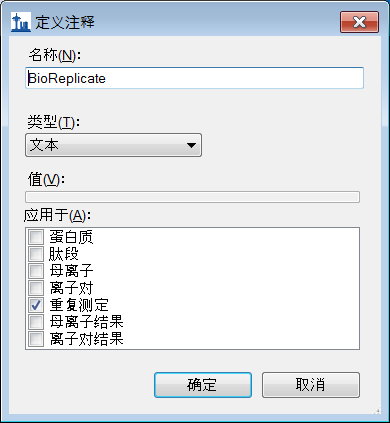 定义注释
名称(N):
BioReplicate
类型(T):
文本
值(V):
应用于(A):
蛋白质
肽段
母离子
离子对
重复测定
母离子结果
离子对结果
确定
取消